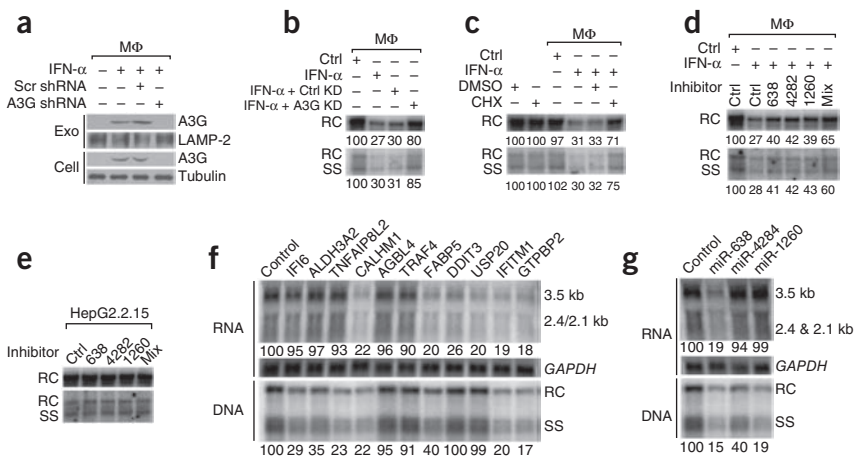 a
MΦ
IFN-α – + + +
Scr shRNA – – + –
A3G shRNA – – – +
Exo
A3G
LAMP-2
Cell
A3G
Tubulin
b
MΦ
Ctrl +
IFN-α +
IFN-α + Ctrl KD +
IFN-α + A3G KD +
RC
100 27 30 80
RC
SS
100 30 31 85
c
MΦ
Ctrl +
IFN-α + + +
DMSO + +
CHX + +
RC
100 100 97 31 33 71
RC
SS
100 100 102 30 32 75
d
MΦ
Ctrl +
IFN-α + + + + +
Inhibitor Ctrl Ctrl 638 4282 1260 Mix
RC
100 27 40 42 39 65
RC
SS
100 28 41 42 43 60
e
HepG2.2.15
Inhibitor Ctrl 638 4282 1260 Mix
RC
RC
SS
f
Control IFI6 ALDH3A2 TNFAIP8L2 CALHM1 AGBL4 TRAF4 FABP5 DDIT3 USP20 IFITM1 GTPBP2
RNA
3.5 kb
2.4/2.1 kb
100 95 97 93 22 96 90 20 26 20 19 18
GAPDH
DNA
RC
SS
100 29 35 23 22 95 91 40 100 99 20 17
g
Control miR-638 miR-4284 miR-1260
RNA
3.5 kb
2.4 & 2.1 kb
100 19 94 99
GAPDH
DNA
RC
SS
100 15 40 19